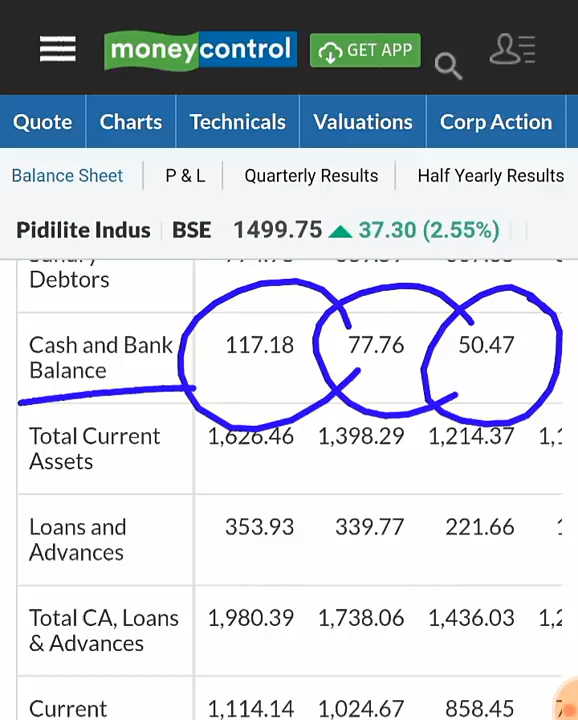 moneycontrol GET APP
Quote Charts Technicals Valuations Corp Action
Balance Sheet P & L Quarterly Results Half Yearly Results
Pidilite Indus BSE 1499.75 37.30 (2.55%)
Debtors
Cash and Bank 117.18 77.76 50.47
Balance
Total Current 1,626.46 1,398.29 1,214.37
Assets
Loans and 353.93 339.77 221.66
Advances
Total CA, Loans 1,980.39 1,738.06 1,436.03
& Advances
Current 1,114.14 1,024.67 858.45